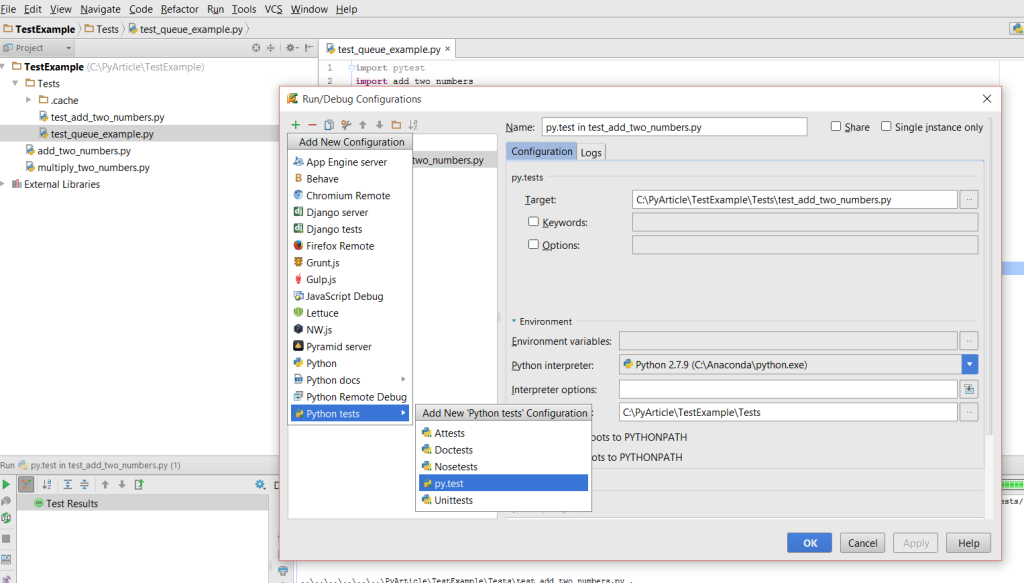 File Edit View Navigate Code Refactor Run Tools VCS Window Help
TestExample Tests test_queue_example.py
Project
test_queue_example.py
TestExample (C:\PyArticle\TestExample)
Tests
.cache
test_add_two_numbers.py
test_queue_example.py
add_two_numbers.py
multiply_two_numbers.py
External Libraries
1 import pytest
2 import add two numbers
Run/Debug Configurations
Add New Configuration
two_numbers.py
App Engine server
Behave
Chromium Remote
Django server
Django tests
Firefox Remote
Grunt.js
Gulp.js
JavaScript Debug
Lettuce
NW.js
Pyramid server
Python
Python docs
Python Remote Debug
Python tests
Add New 'Python tests' Configuration
Attests
Doctests
Nosetests
py.test
Unittests
Name: py.test in test_add_two_numbers.py
Share Single instance only
Configuration Logs
py.tests
Target: C:\PyArticle\TestExample\Tests\test_add_two_numbers.py ...
Keywords:
Options:
Environment
Environment variables: ...
Python interpreter: Python 2.7.9 (C:\Anaconda\python.exe)
Interpreter options:
: C:\PyArticle\TestExample\Tests ...
oots to PYTHONPATH
ots to PYTHONPATH
OK Cancel Apply Help
Run py.test in test_add_two_numbers.py (1)
Test Results
ests/
..\..\..\..\..\PyArticle\TestExample\Tests\test_add_two_numbers.py .